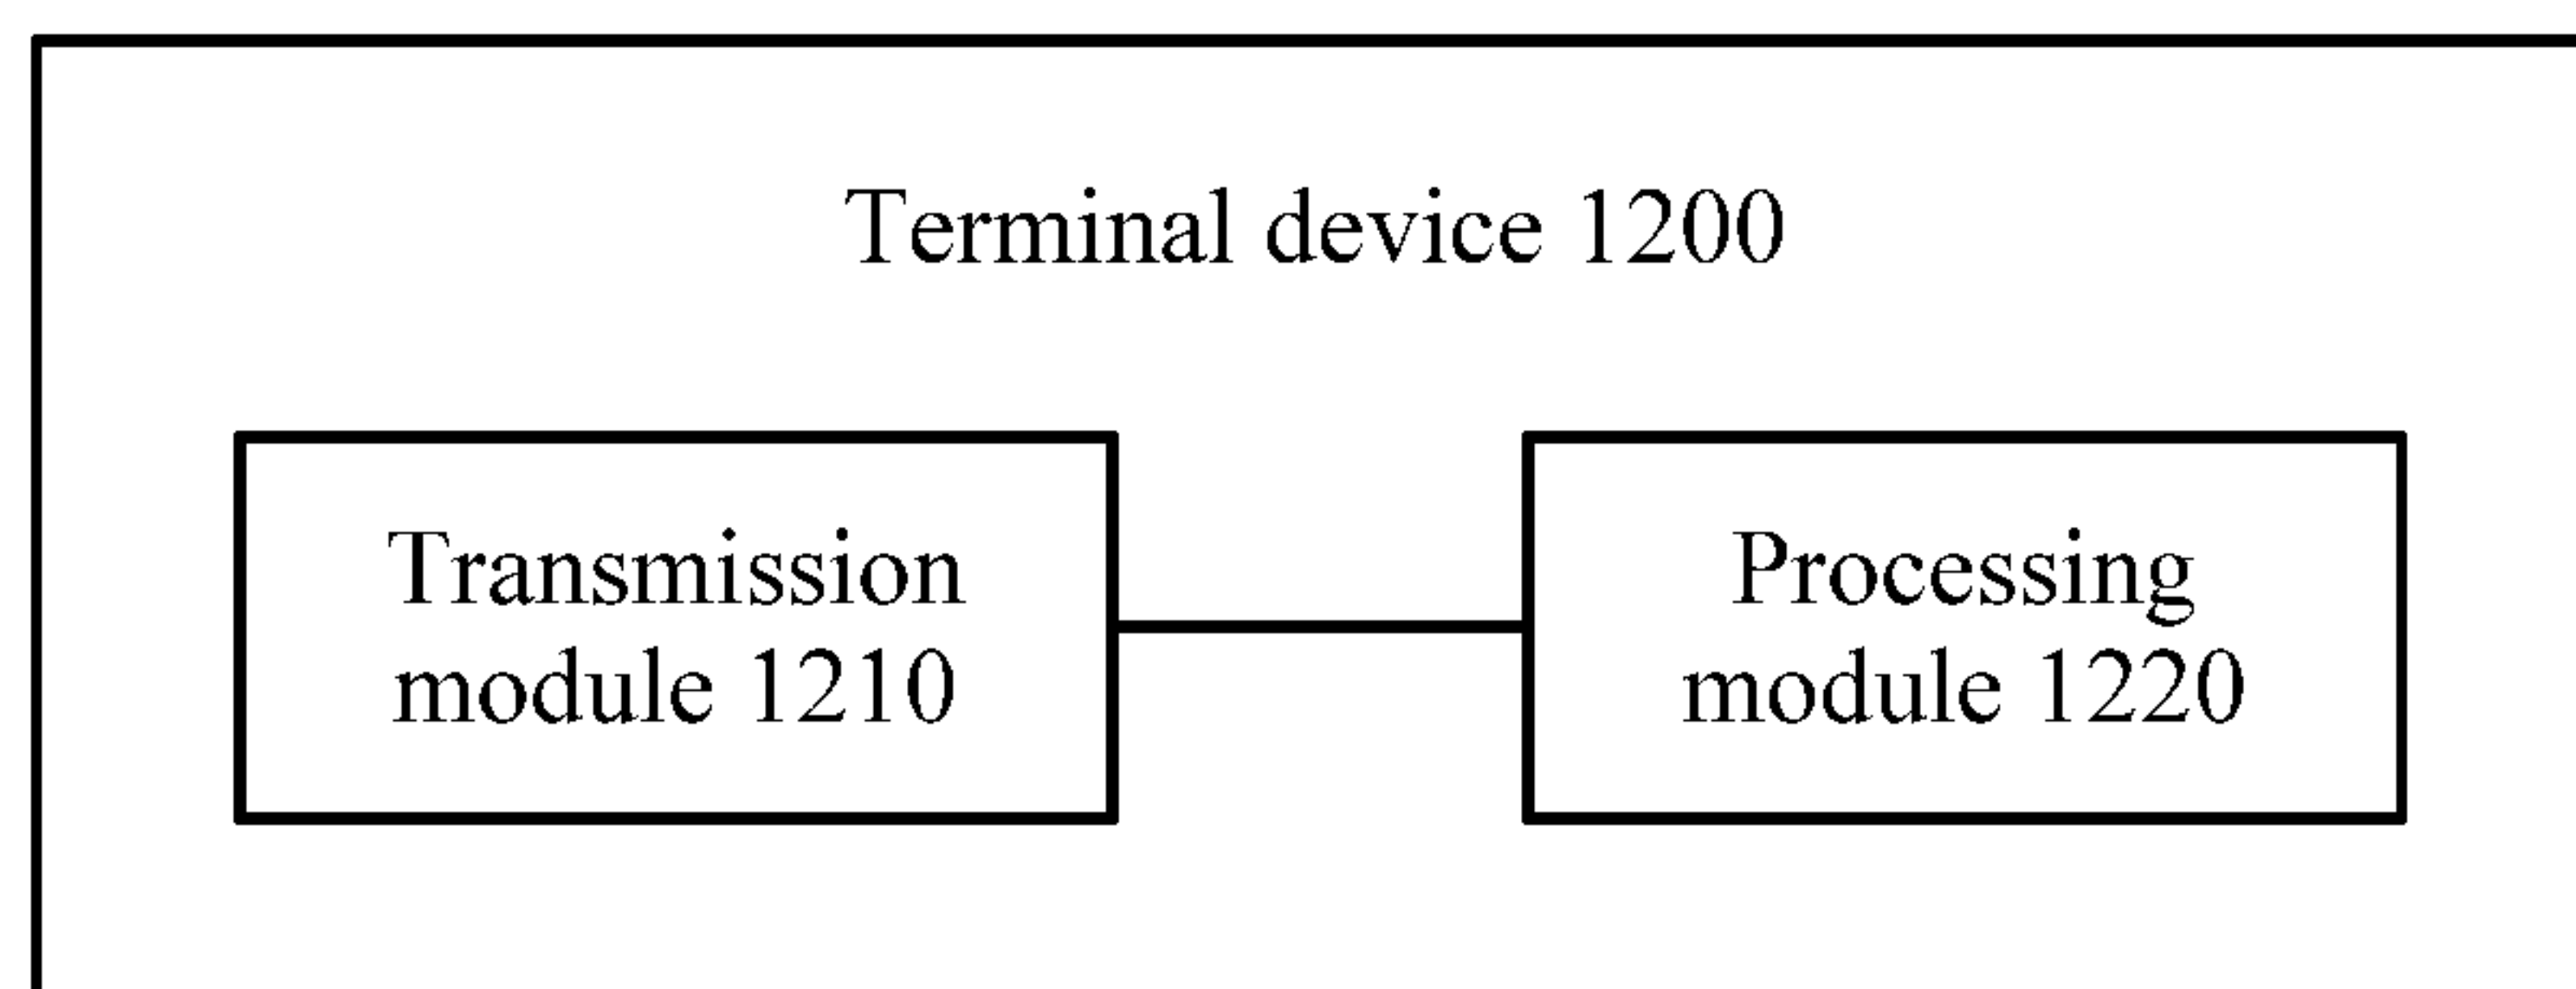 Terminal device 1200
Transmission
module 1210
Processing
module 1220